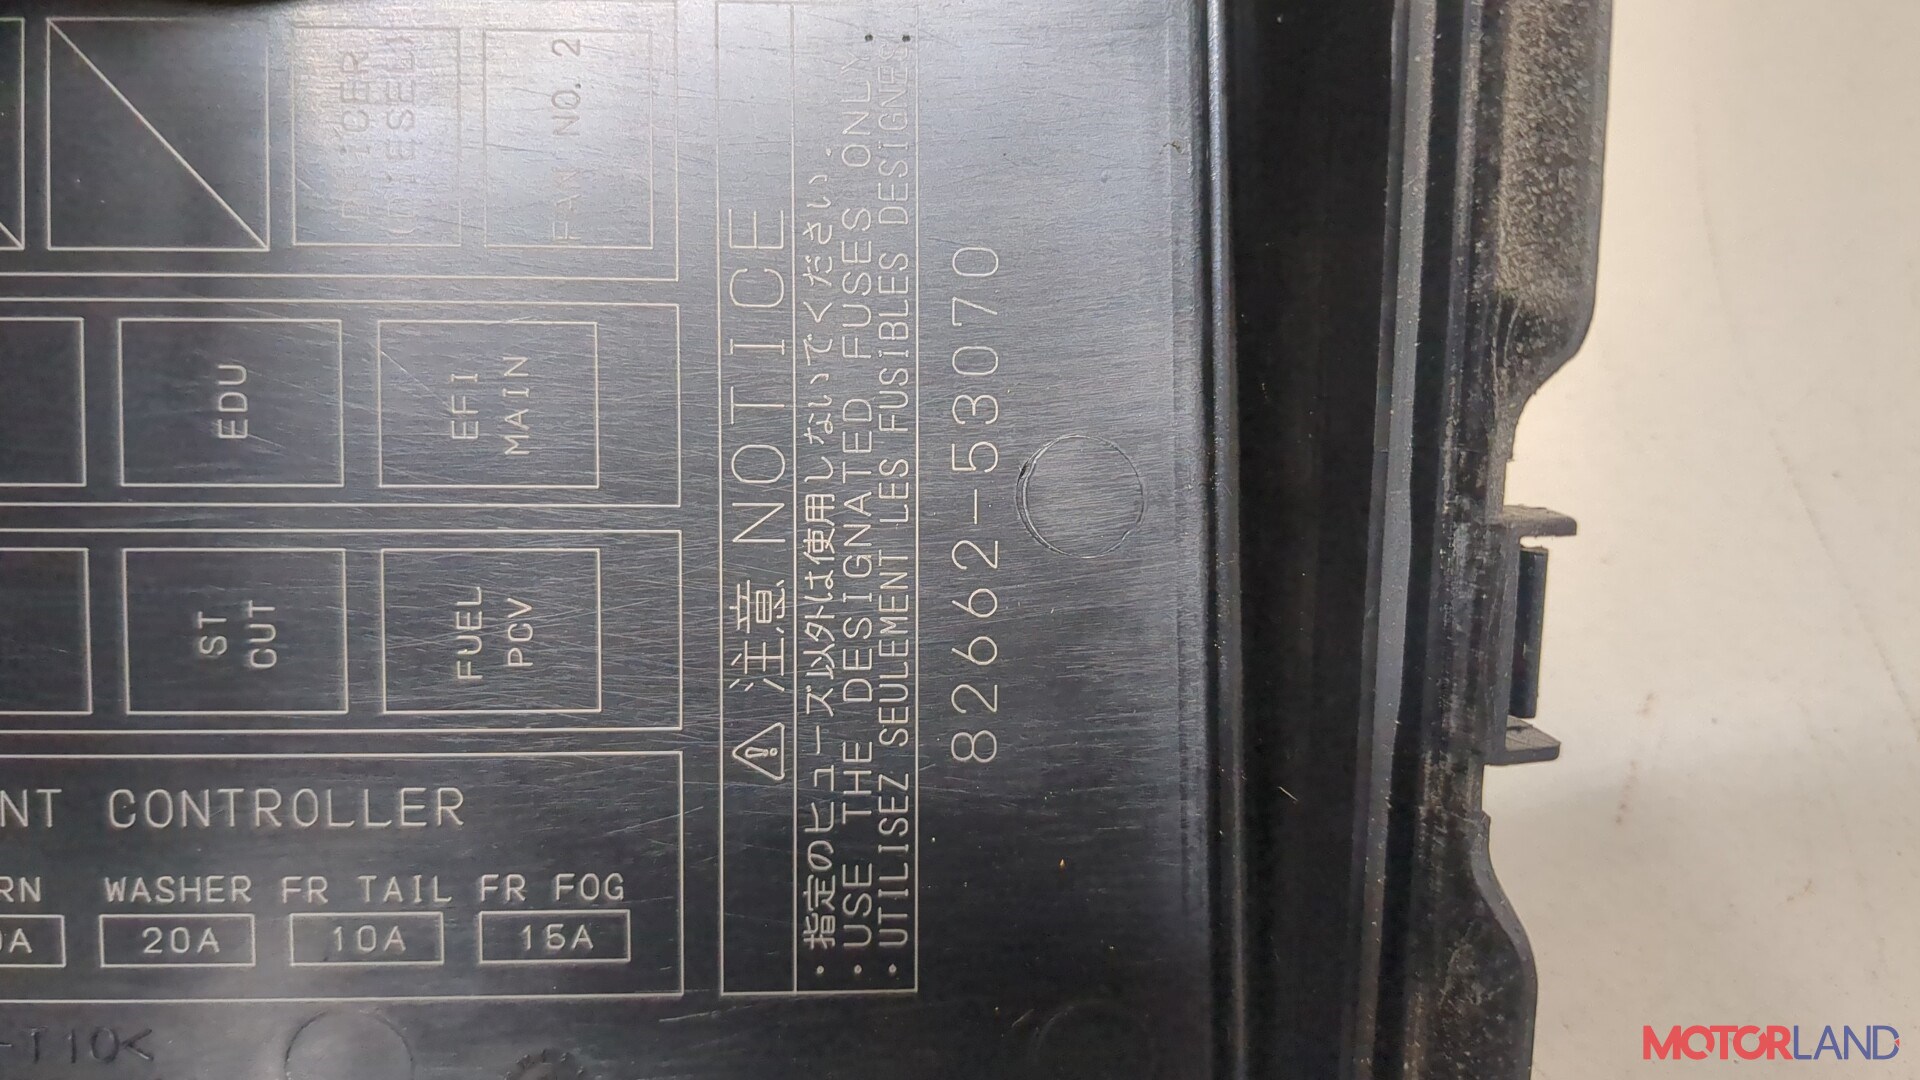 DEICER
(DIESEL)
FAN NO. 2
EDU
EFI
MAIN
ST
CUT
FUEL
PCV
NT CONTROLLER
RN WASHER FR TAIL FR FOG
A 20A 10A 15A
-T10<
⚠ 注意 NOTICE
・指定のヒューズ以外は使用しないでください.
・USE THE DESIGNATED FUSES ONLY.
・UTILISEZ SEULEMENT LES FUSIBLES DESIGNES.
82662-53070
MOTORLAND